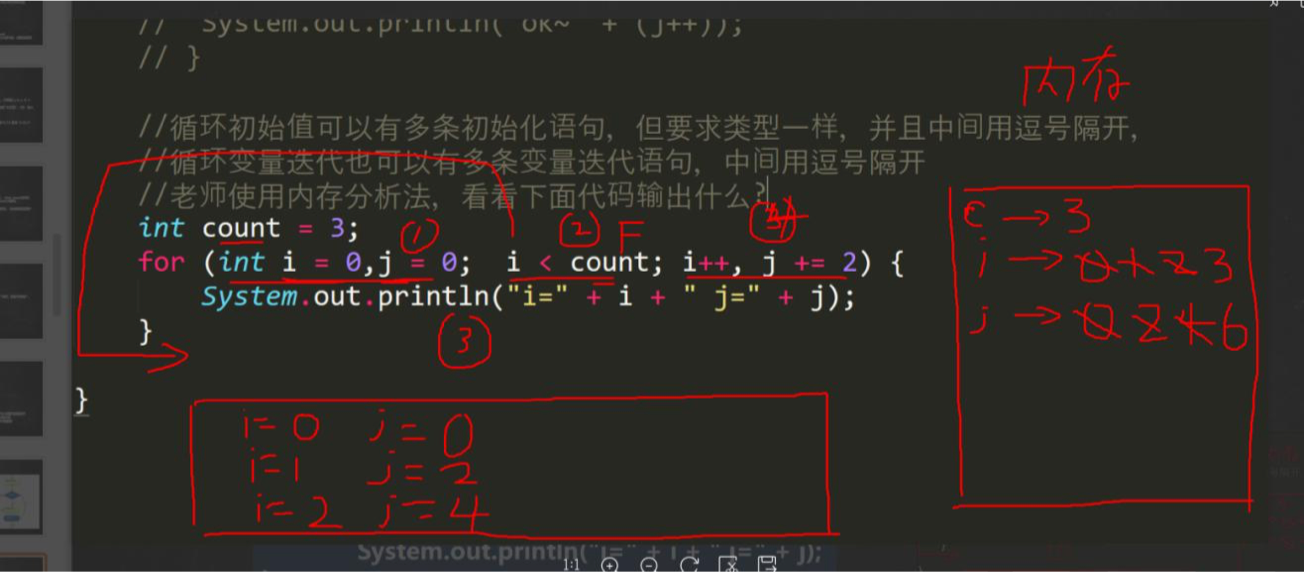 //  System.out.println("ok~" + (j++));
// }
内存
//循环初始值可以有多条初始化语句，但要求类型一样，并且中间用逗号隔开，
//循环变量迭代也可以有多条变量迭代语句，中间用逗号隔开
//老师使用内存分析法，看看下面代码输出什么？
int count = 3;
① ② F ④
for (int i = 0,j = 0;  i < count; i++, j += 2) {
System.out.println("i=" + i + " j=" + j);
}
③
}
c → 3
i → 0 1 2 3
j → 0 2 4 6
i=0 j=0
i=1 j=2
i=2 j=4
System.out.println("i=" + i + " j=" + j);
1:1